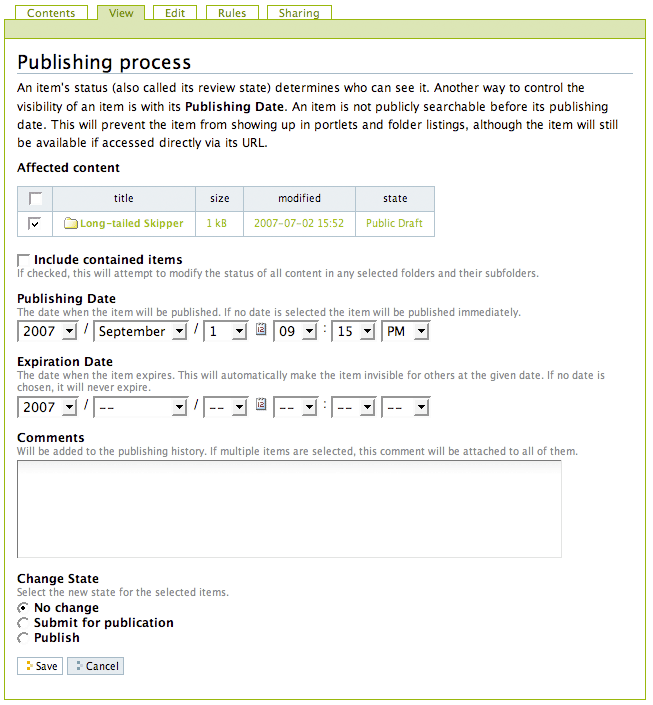 Contents View Edit Rules Sharing
Publishing process
An item's status (also called its review state) determines who can see it. Another way to control the
visibility of an item is with its Publishing Date. An item is not publicly searchable before its publishing
date. This will prevent the item from showing up in portlets and folder listings, although the item will still
be available if accessed directly via its URL.
Affected content
title size modified state
Long-tailed Skipper 1 kB 2007-07-02 15:52 Public Draft
Include contained items
If checked, this will attempt to modify the status of all content in any selected folders and their subfolders.
Publishing Date
The date when the item will be published. If no date is selected the item will be published immediately.
2007 / September / 1 12 09 : 15 PM
Expiration Date
The date when the item expires. This will automatically make the item invisible for others at the given date. If no date is
chosen, it will never expire.
2007 / -- / -- 12 -- : -- --
Comments
Will be added to the publishing history. If multiple items are selected, this comment will be attached to all of them.
Change State
Select the new state for the selected items.
No change
Submit for publication
Publish
Save Cancel